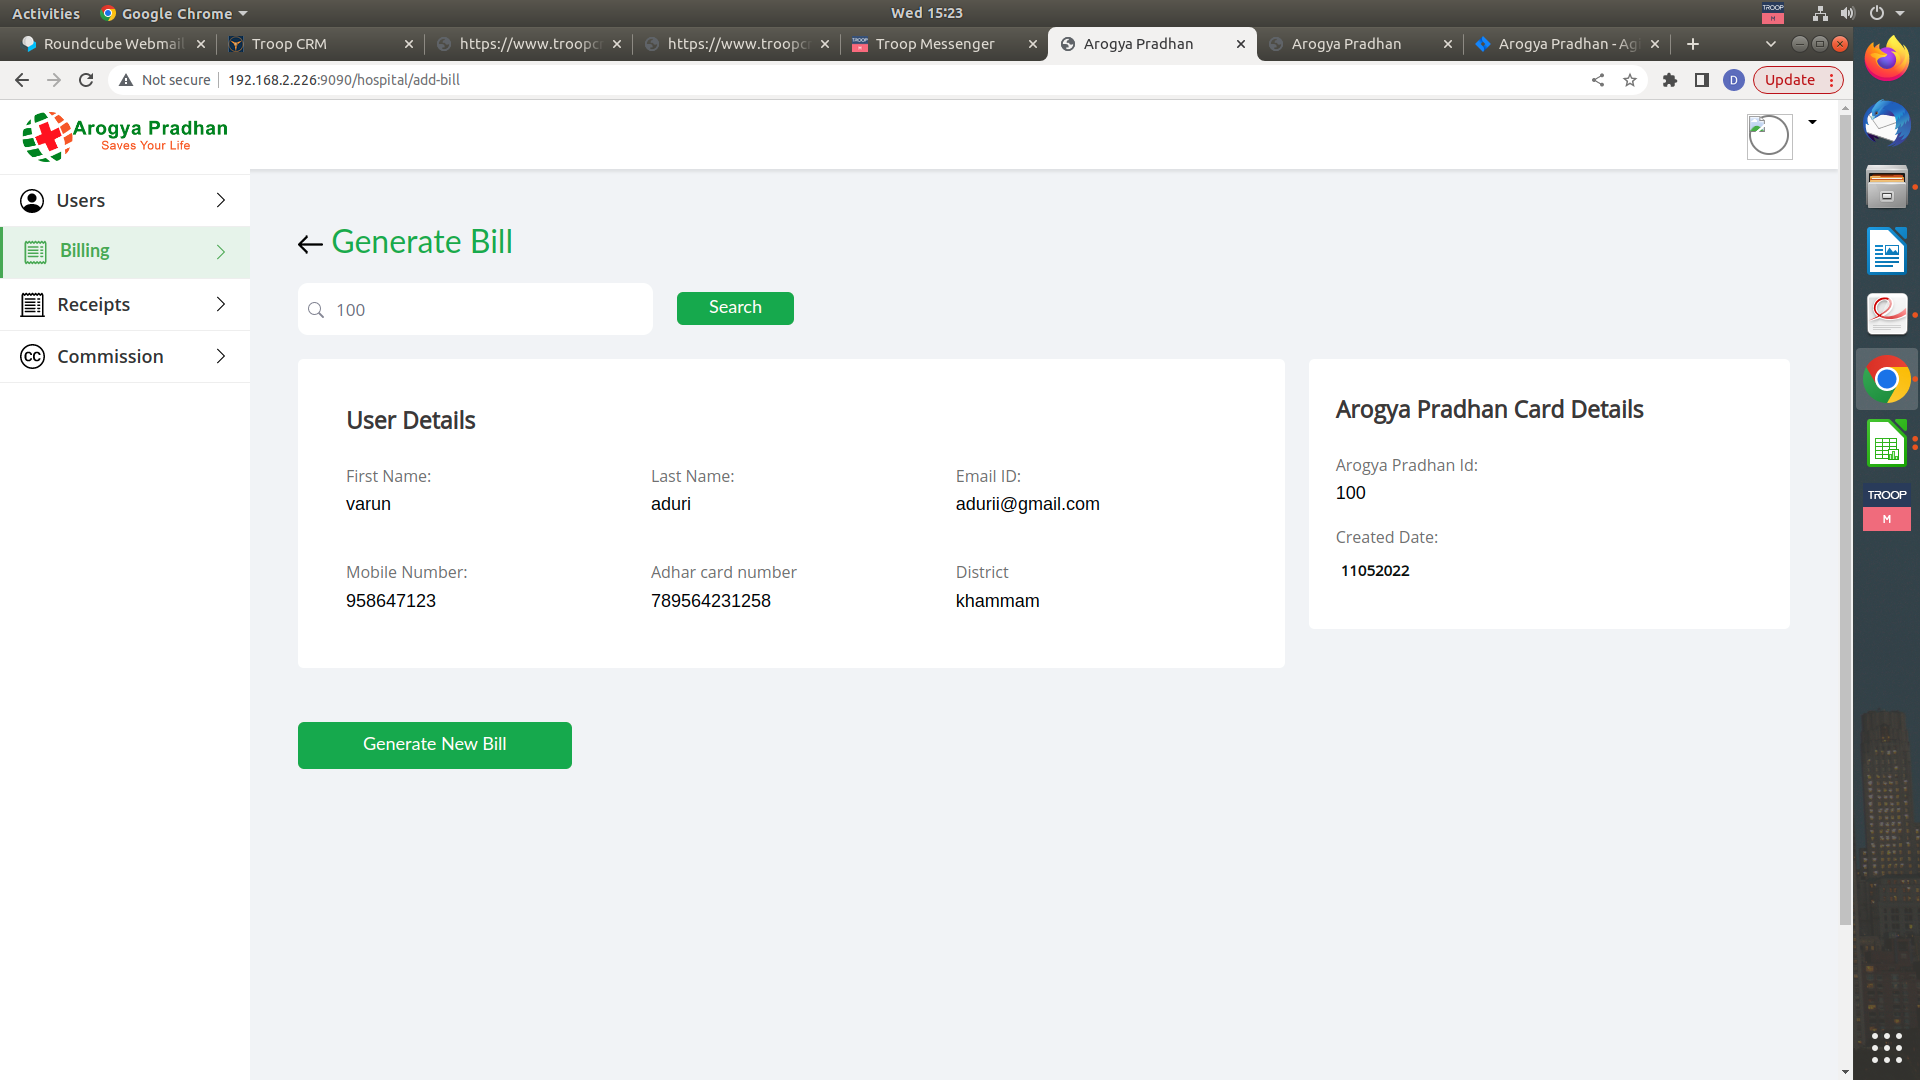 Activities Google Chrome Wed 15:23 TROOP M
Roundcube Webmail Troop CRM https://www.troopcr https://www.troopcr Troop Messenger Arogya Pradhan Arogya Pradhan Arogya Pradhan - Ag
Not secure 192.168.2.226:9090/hospital/add-bill D Update
Arogya Pradhan
Saves Your Life
Users
Billing
Receipts
CC Commission
Generate Bill
100 Search
User Details
First Name: Last Name: Email ID:
varun aduri adurii@gmail.com
Mobile Number: Adhar card number District
958647123 789564231258 khammam
Arogya Pradhan Card Details
Arogya Pradhan Id:
100
Created Date:
11052022
Generate New Bill
TROOP
M